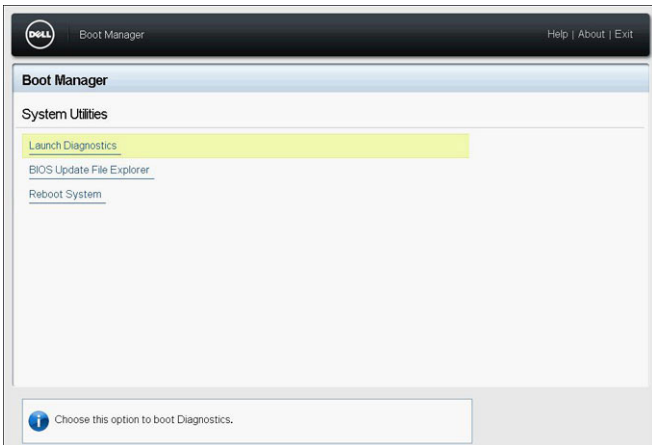 DELL Boot Manager Help | About | Exit
Boot Manager
System Utilities
Launch Diagnostics
BIOS Update File Explorer
Reboot System
Choose this option to boot Diagnostics.